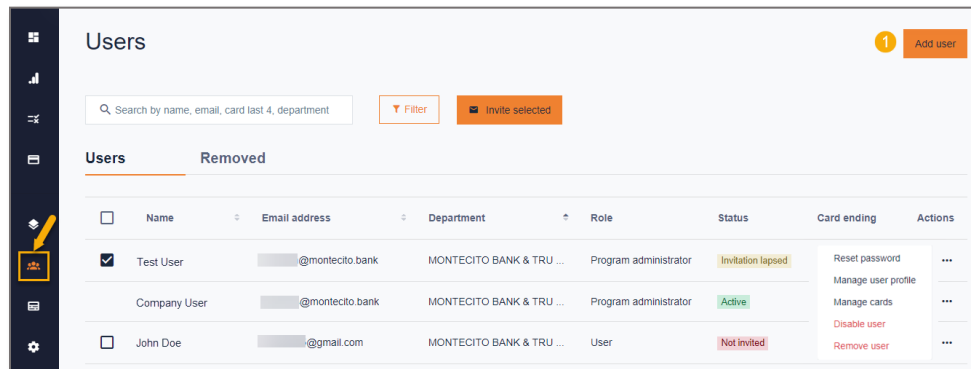 Users
1
Add user
Search by name, email, card last 4, department
Filter
Invite selected
Users Removed
Name Email address Department Role Status Card ending Actions
Test User @montecito.bank MONTECITO BANK & TRU ... Program administrator Invitation lapsed
Company User @montecito.bank MONTECITO BANK & TRU ... Program administrator Active
John Doe @gmail.com MONTECITO BANK & TRU ... User Not invited
Reset password
Manage user profile
Manage cards
Disable user
Remove user